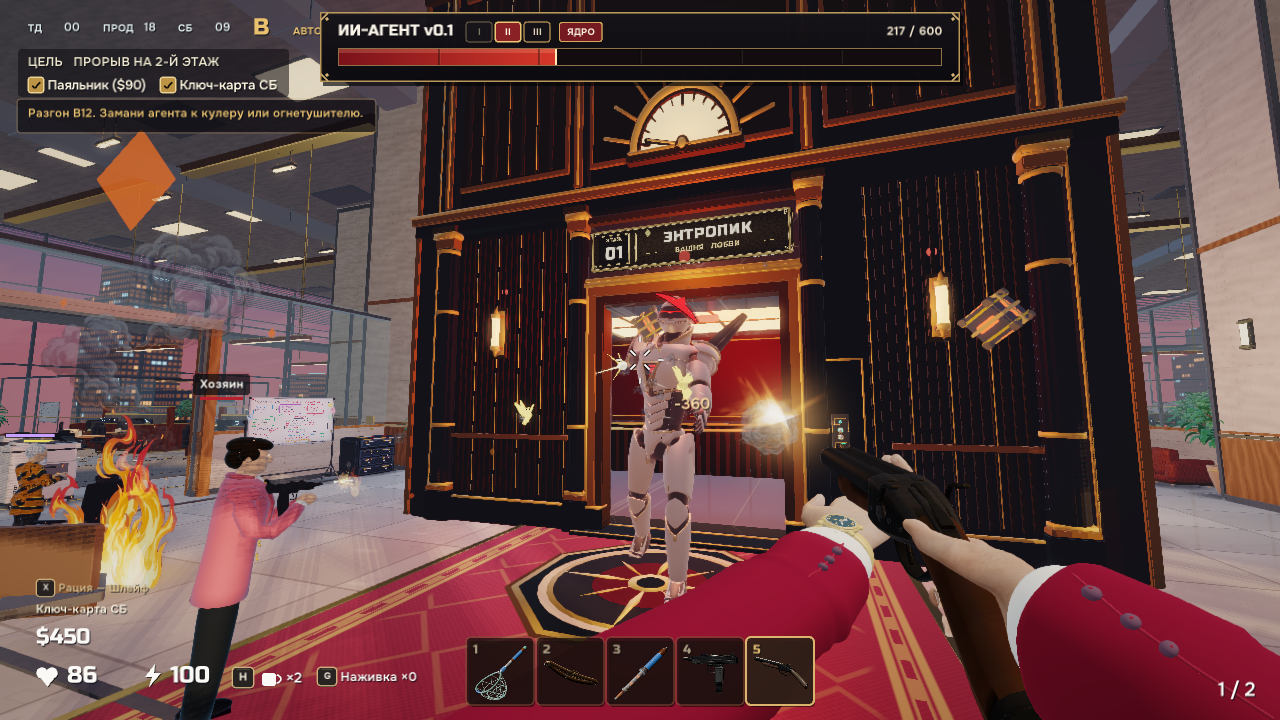 ТД 00 ПРОД 18 СБ 09 В АВТО
ИИ-АГЕНТ v0.1 I II III ЯДРО 217 / 600
ЦЕЛЬ ПРОРЫВ НА 2-Й ЭТАЖ
Паяльник ($90) Ключ-карта СБ
Разгон В12. Замани агента к кулеру или огнетушителю.
ЭТАЖ
01
ЭНТРОПИК
БАШНЯ ЛОББИ
Хозяин
-360
X Рация — Шлейф
Ключ-карта СБ
$450
86 100 H ×2 G Наживка ×0
1 2 3 4 5
1 / 2